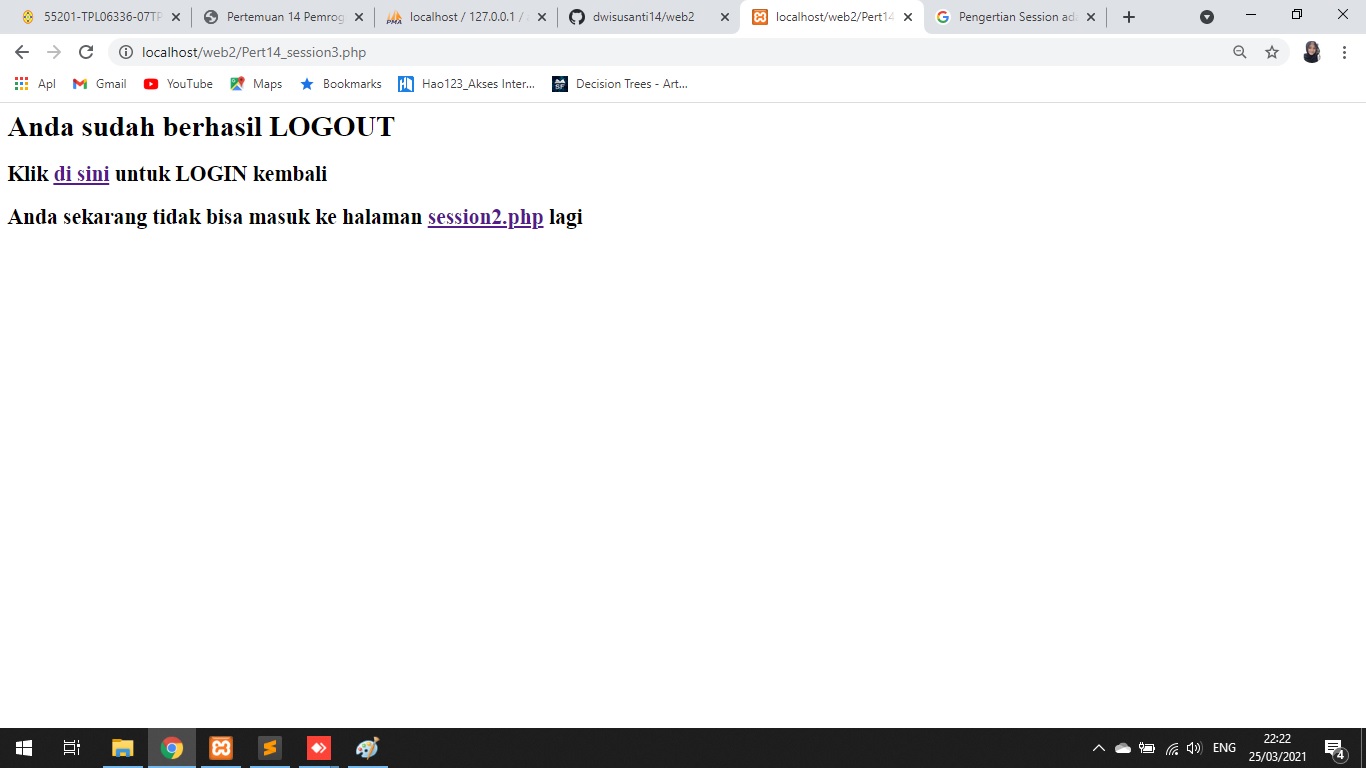 55201-TPL06336-07TP
Pertemuan 14 Pemrog
localhost / 127.0.0.1 /
dwisusanti14/web2
localhost/web2/Pert14
Pengertian Session ada
localhost/web2/Pert14_session3.php
Apl Gmail YouTube Maps Bookmarks Hao123_Akses Inter... Decision Trees - Art...
Anda sudah berhasil LOGOUT
Klik di sini untuk LOGIN kembali
Anda sekarang tidak bisa masuk ke halaman session2.php lagi
ENG
22:22
25/03/2021
4